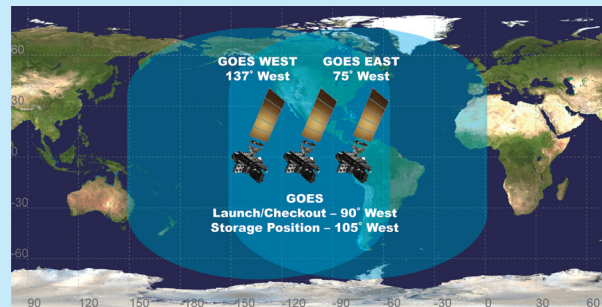 GOES WEST
137° West
GOES EAST
75° West
GOES
Launch/Checkout – 90° West
Storage Position – 105° West
60
30
0
-30
-60
90 120 150 180 -150 -120 -90 -60 -30 0 30 60